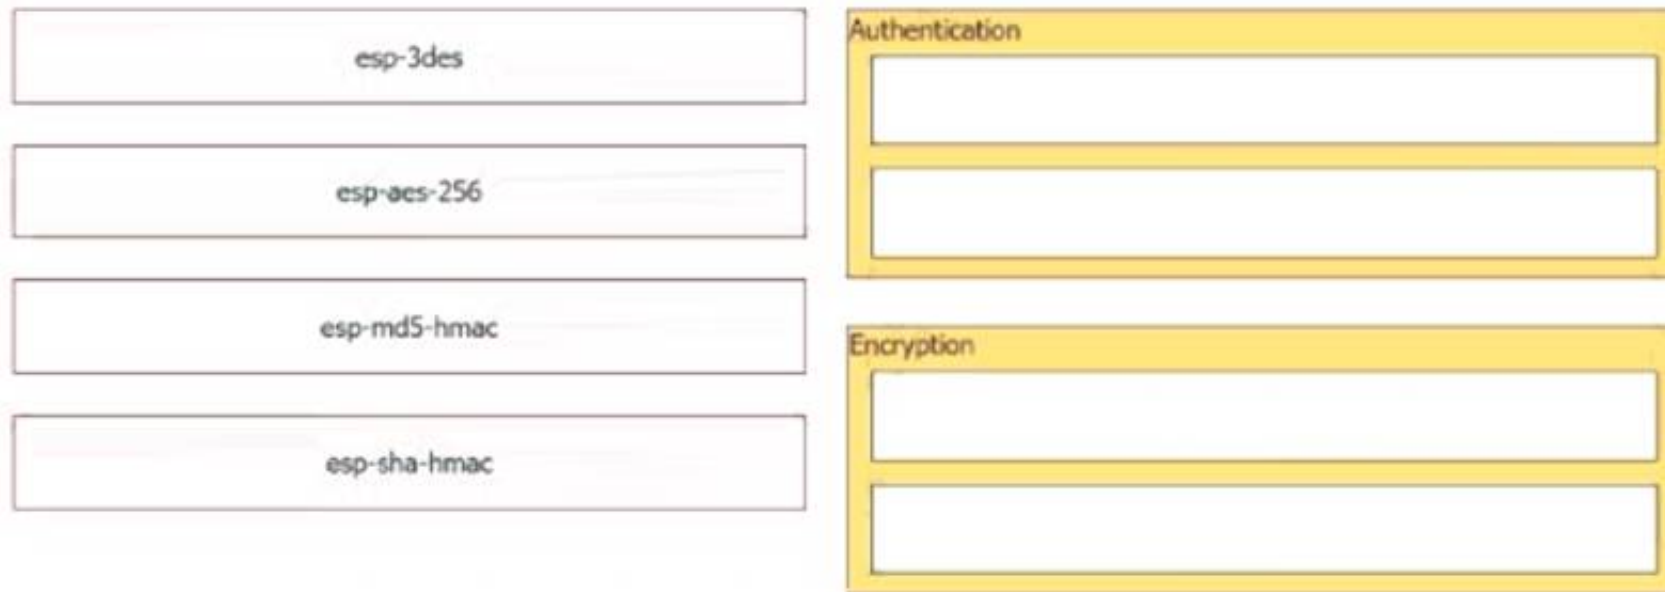 esp-3des
esp-aes-256
esp-md5-hmac
esp-sha-hmac
Authentication
Encryption